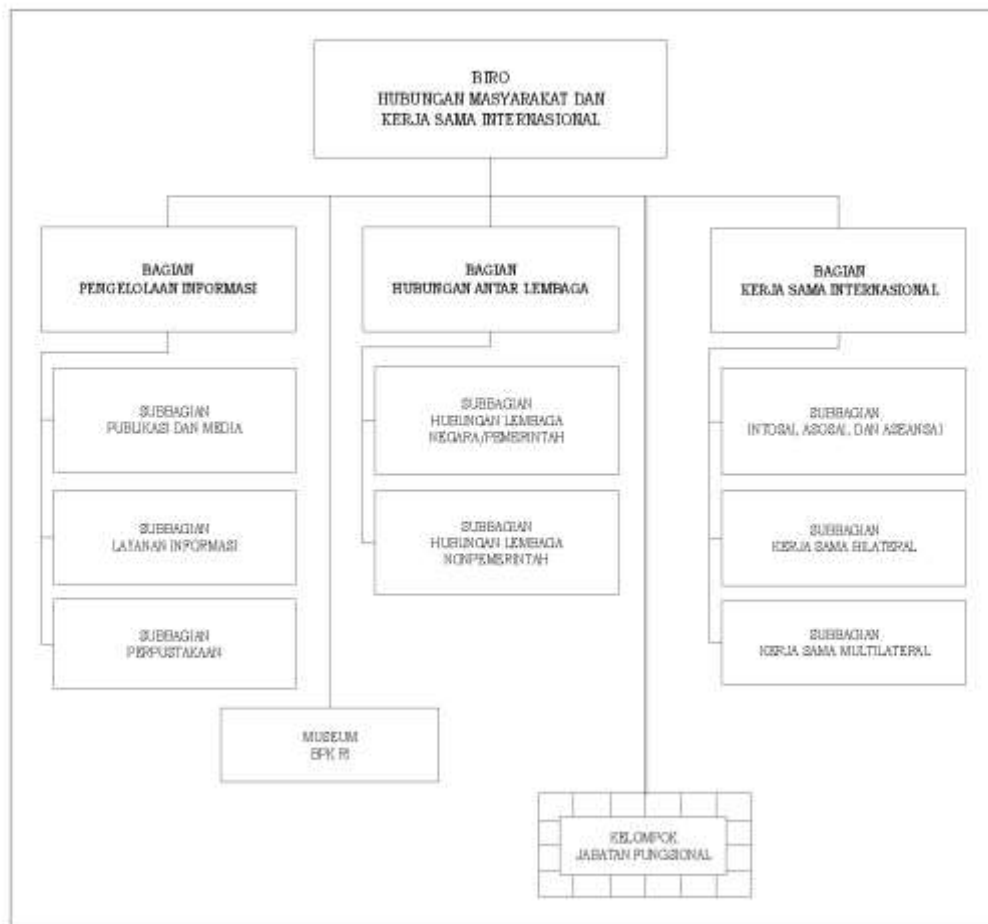 BIRO
HUBUNGAN MASYARAKAT DAN
KERJA SAMA INTERNASIONAL
BAGIAN
PENGELOLAAN INFORMASI
BAGIAN
HUBUNGAN ANTAR LEMBAGA
BAGIAN
KERJA SAMA INTERNASIONAL
SUBBAGIAN
PUBLIKASI DAN MEDIA
SUBBAGIAN
LAYANAN INFORMASI
SUBBAGIAN
PERPUSTAKAAN
SUBBAGIAN
HUBUNGAN LEMBAGA
NEGARA/PEMERINTAH
SUBBAGIAN
HUBUNGAN LEMBAGA
NONPEMERINTAH
SUBBAGIAN
INTOSAI, ASOSAI, DAN ASEANSAI
SUBBAGIAN
KERJA SAMA BILATERAL
SUBBAGIAN
KERJA SAMA MULTILATERAL
MUSEUM
BPK RI
KELOMPOK
JABATAN FUNGSIONAL